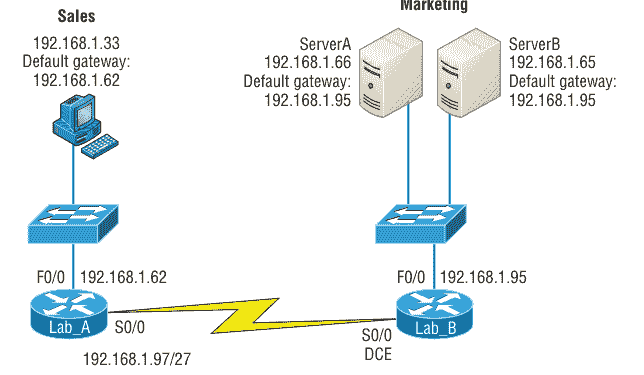 Sales
192.168.1.33
Default gateway:
192.168.1.62
Marketing
ServerA
192.168.1.66
Default gateway:
192.168.1.95
ServerB
192.168.1.65
Default gateway:
192.168.1.95
F0/0 192.168.1.62
Lab_A
S0/0
192.168.1.97/27
F0/0 192.168.1.95
Lab_B
S0/0
DCE